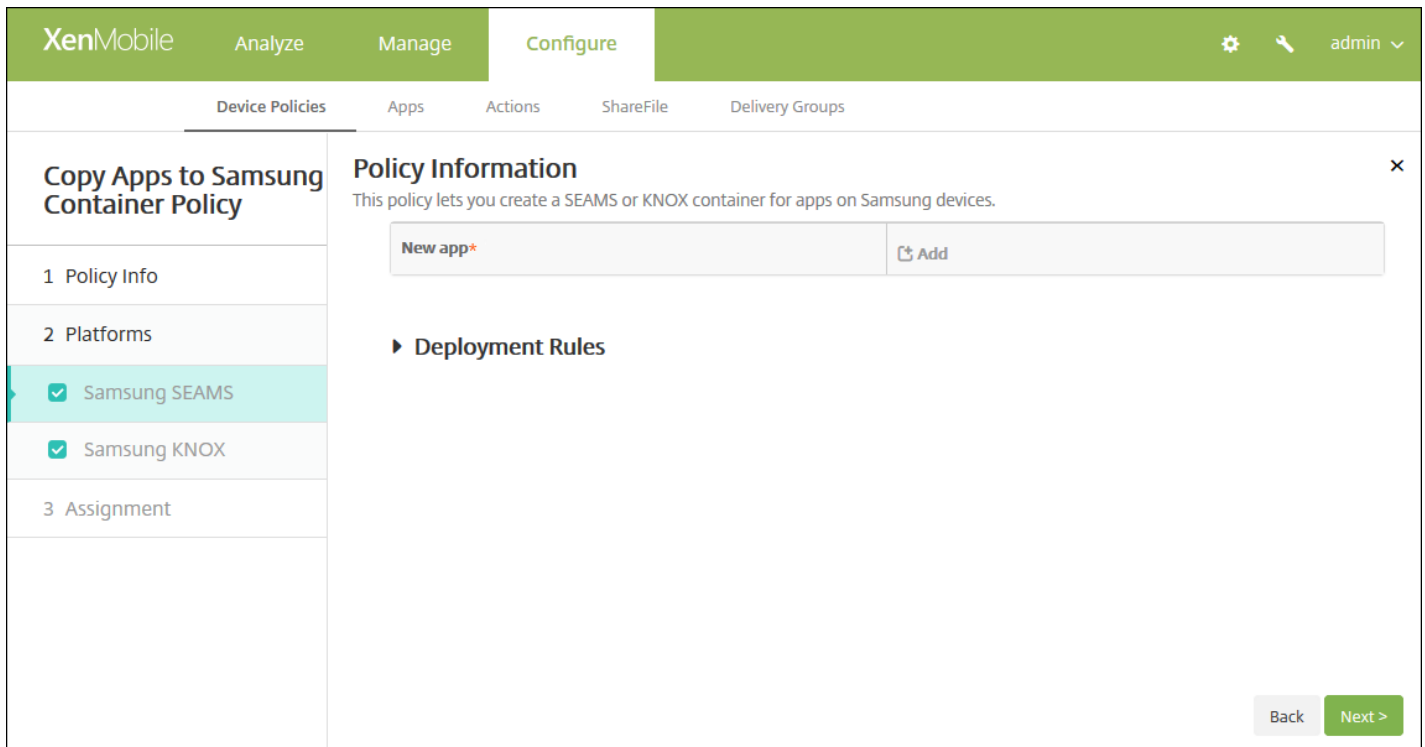 XenMobile Analyze Manage Configure admin
Device Policies Apps Actions ShareFile Delivery Groups
Copy Apps to Samsung
Container Policy
1 Policy Info
2 Platforms
Samsung SEAMS
Samsung KNOX
3 Assignment
Policy Information
This policy lets you create a SEAMS or KNOX container for apps on Samsung devices.
New app* Add
Deployment Rules
Back Next >